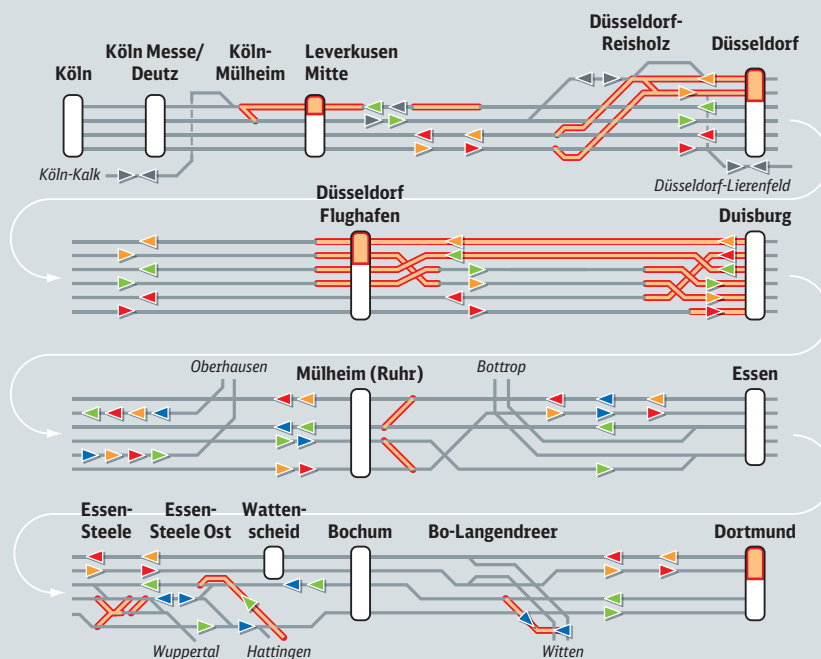 Köln
Köln Messe/
Deutz
Köln-
Mülheim
Leverkusen
Mitte
Düsseldorf-
Reisholz
Düsseldorf
Köln-Kalk
Düsseldorf-Lierenfeld
Düsseldorf
Flughafen
Duisburg
Oberhausen
Mülheim (Ruhr)
Bottrop
Essen
Essen-
Steele
Essen-
Steele Ost
Watten-
scheid
Bochum
Bo-Langendreer
Dortmund
Wuppertal
Hattingen
Witten